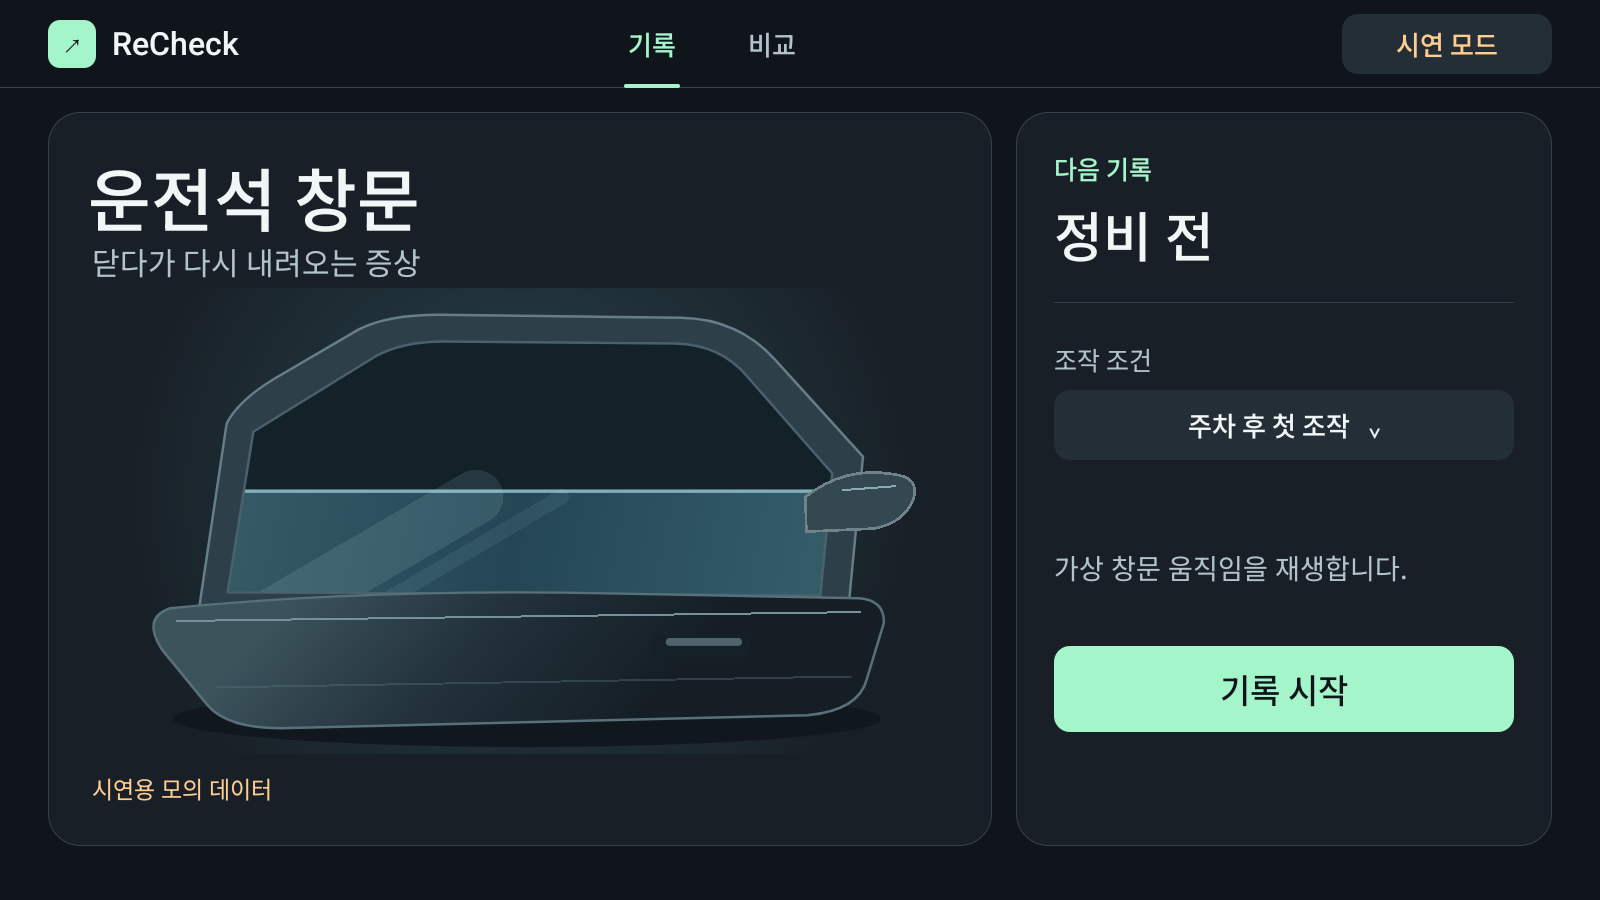 ReCheck
기록
비교
시연 모드
운전석 창문
닫다가 다시 내려오는 증상
시연용 모의 데이터
다음 기록
정비 전
조작 조건
주차 후 첫 조작
가상 창문 움직임을 재생합니다.
기록 시작